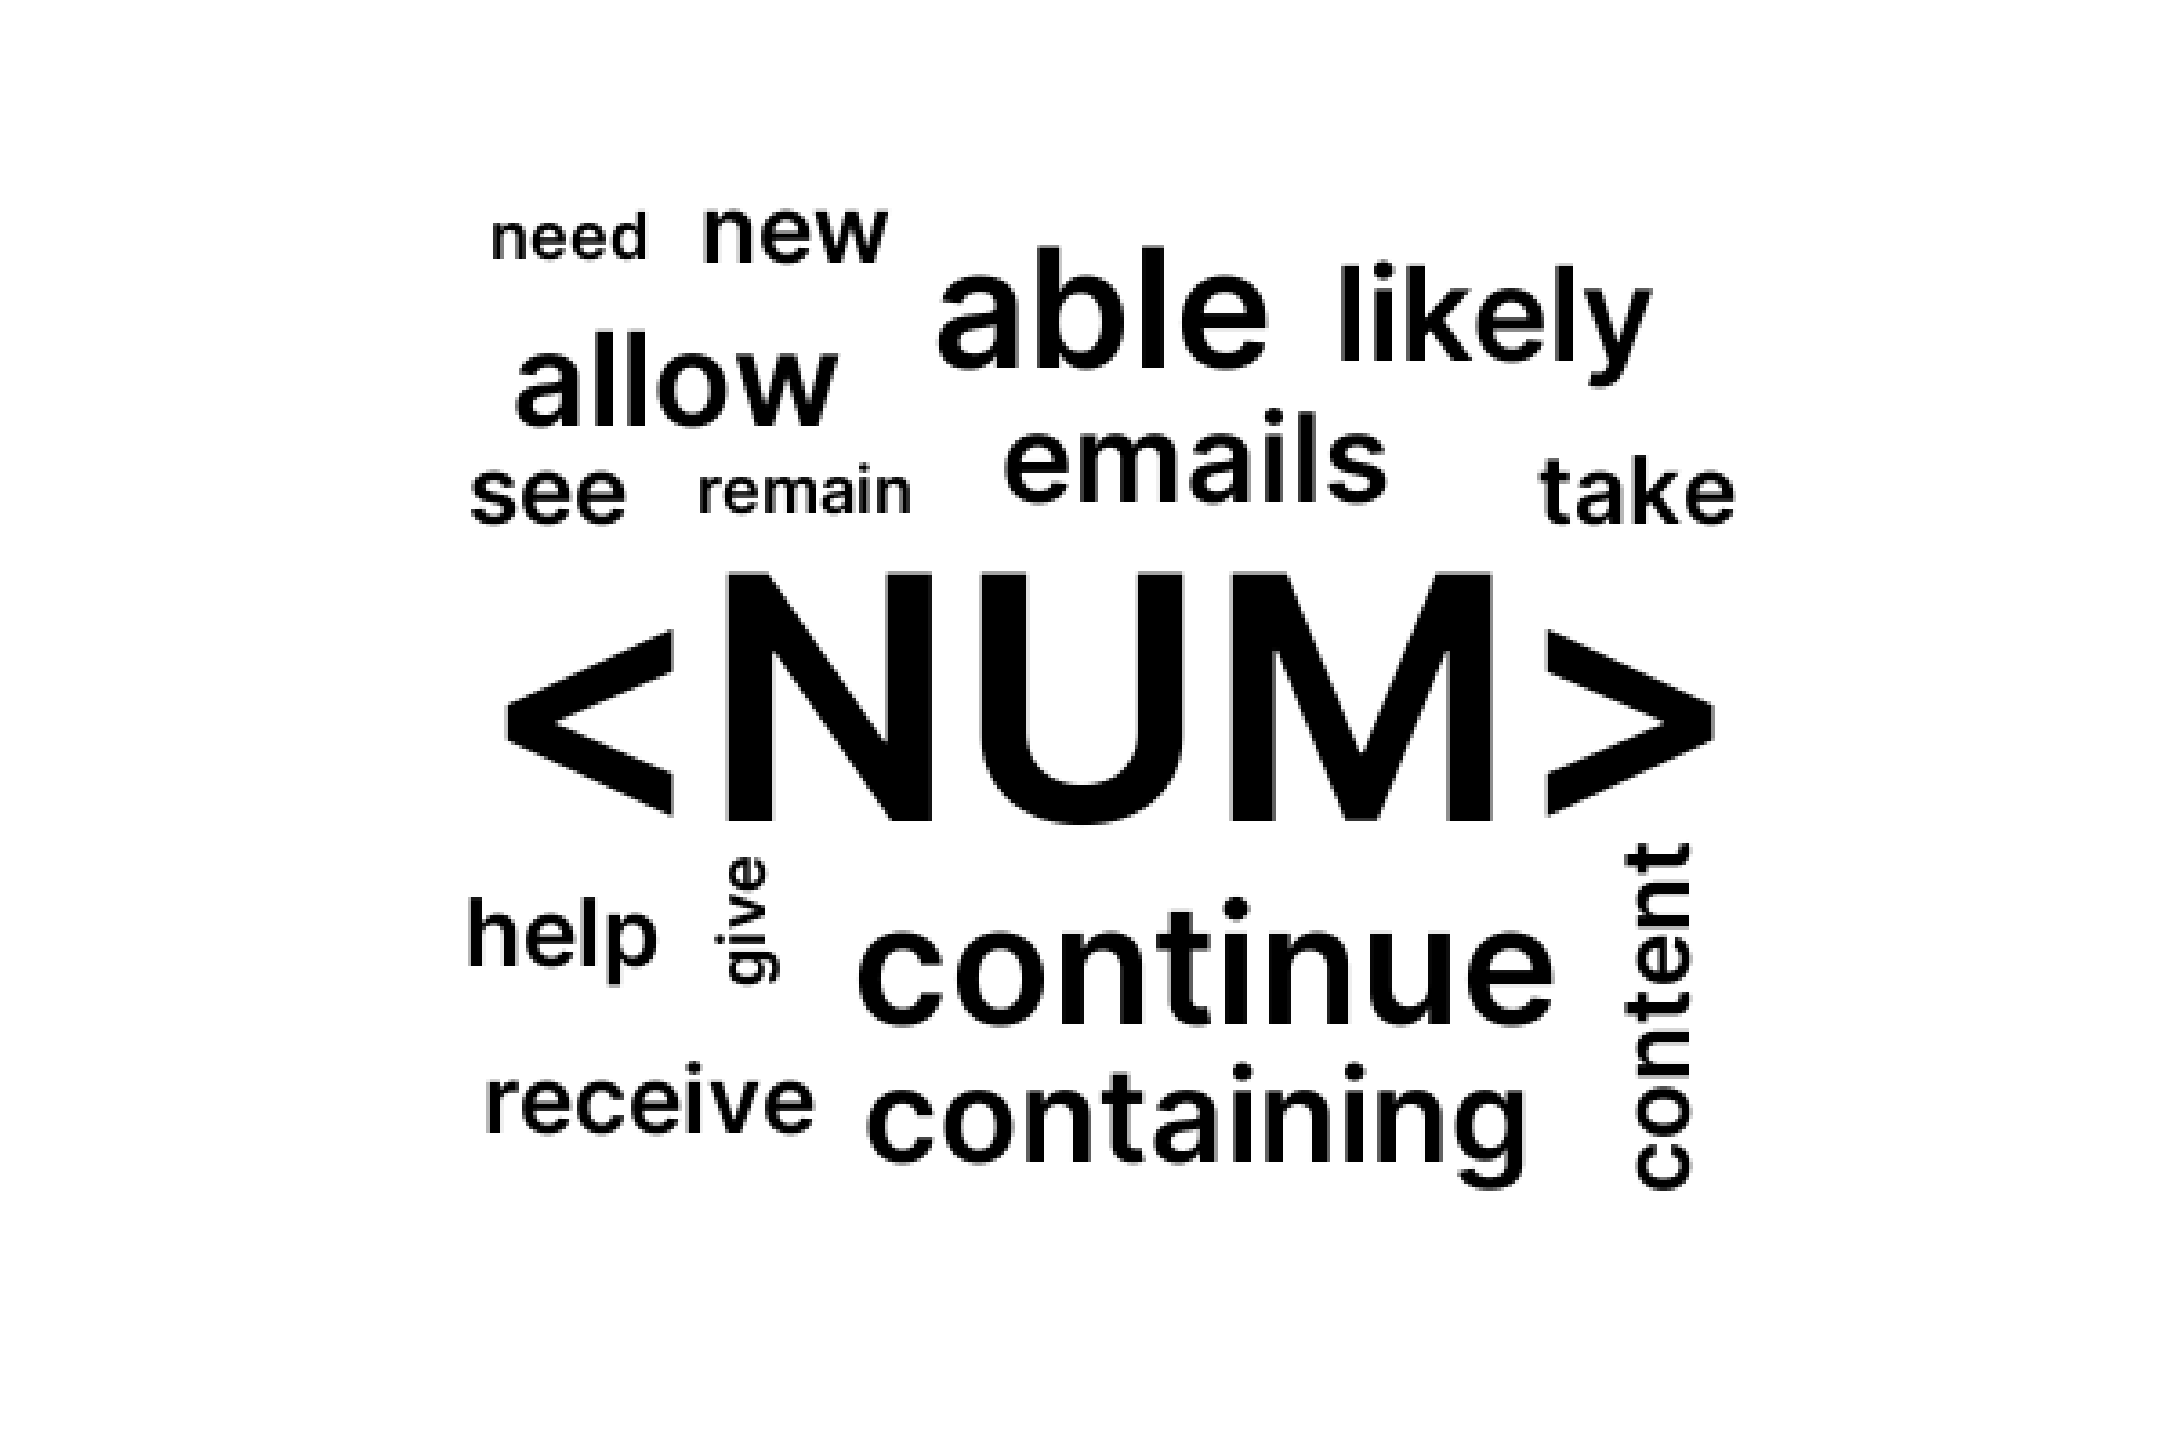 need new
able likely
allow
emails
see remain take
<NUM>
help give continue content
receive containing